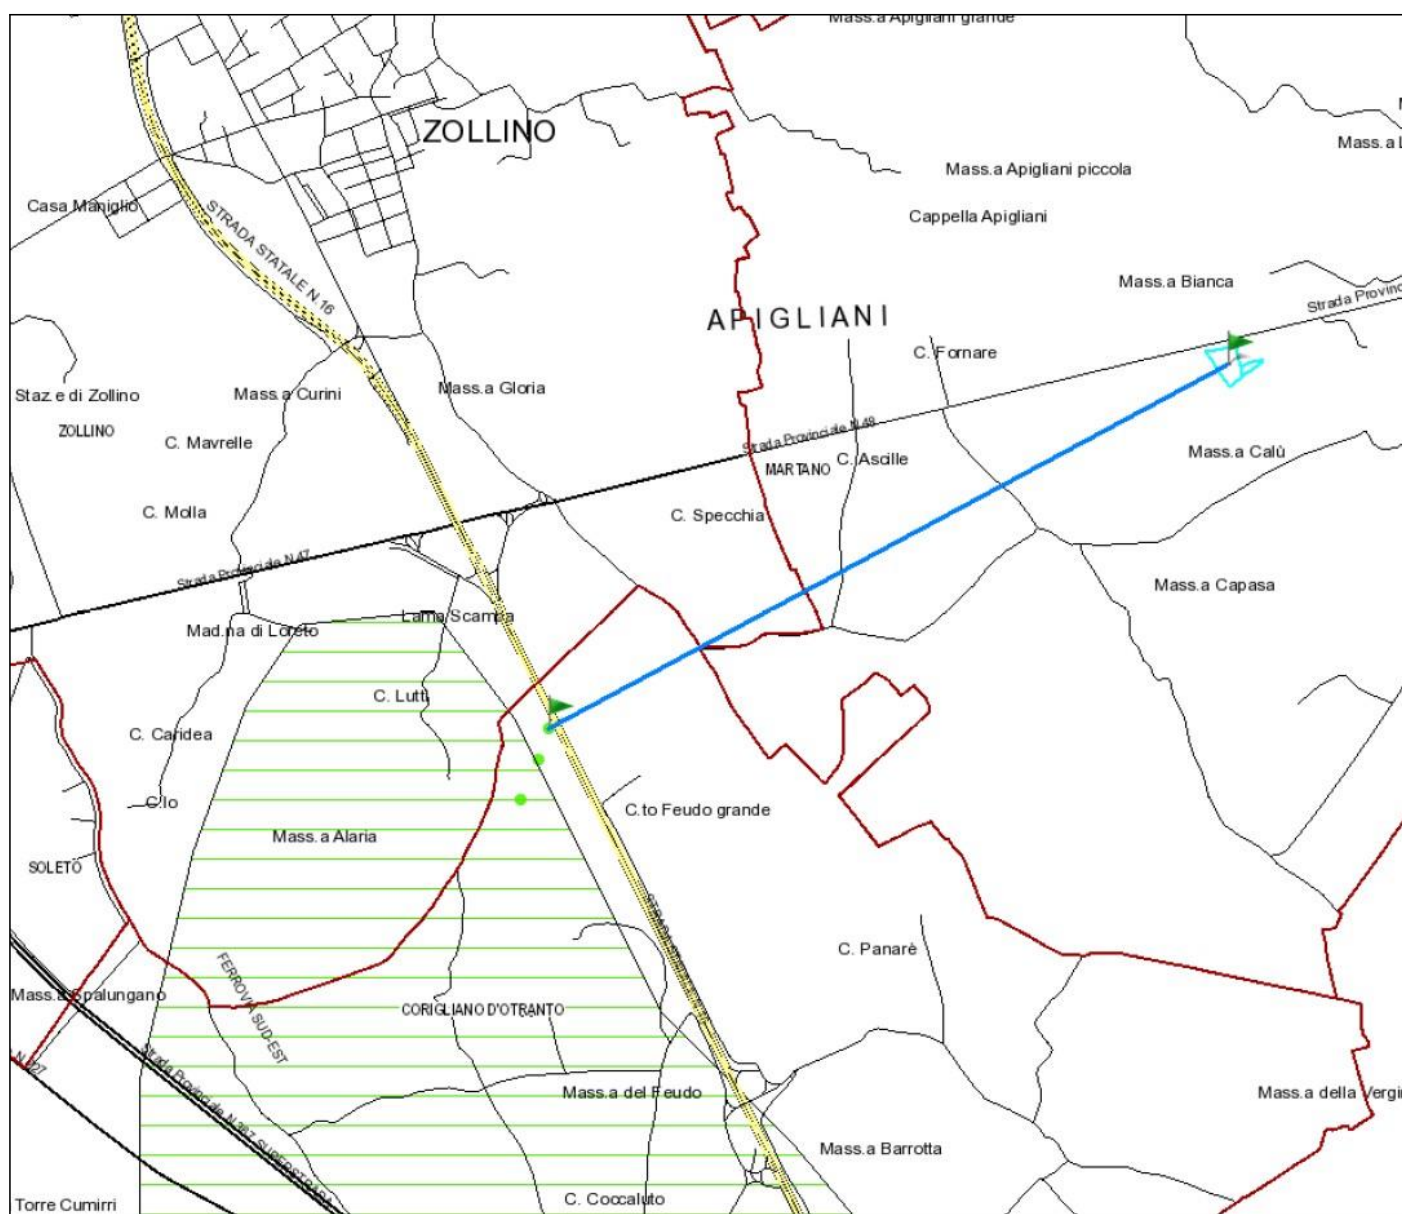 Mass.a Apigliani grande
ZOLLINO
Mass.a Apigliani piccola
Casa Maniglio
Cappella Apigliani
STRADA STATALE N.16
Mass.a Bianca
APIGLIANI
C. Fornare
Staz.e di Zollino
Mass.a Curini
Mass.a Gloria
ZOLLINO
C. Mavrelle
Strada Provinciale N.48
MARTANO
C. Ascille
Mass.a Calù
C. Molla
C. Specchia
Strada Provinciale N.47
Mass.a Capasa
Lama Scampa
Mad.na di Loreto
C. Lutti
C. Caridea
C.to Feudo grande
Mass.a Alaria
SOLETO
C. Panarè
FERROVIA SUD-EST
Mass.a Spalungano
CORIGLIANO D'OTRANTO
Strada Provinciale N.367 SUPERSTRADA
Mass.a del Feudo
Mass.a della
Mass.a Barrotta
C. Coccaluto
Torre Cumirri